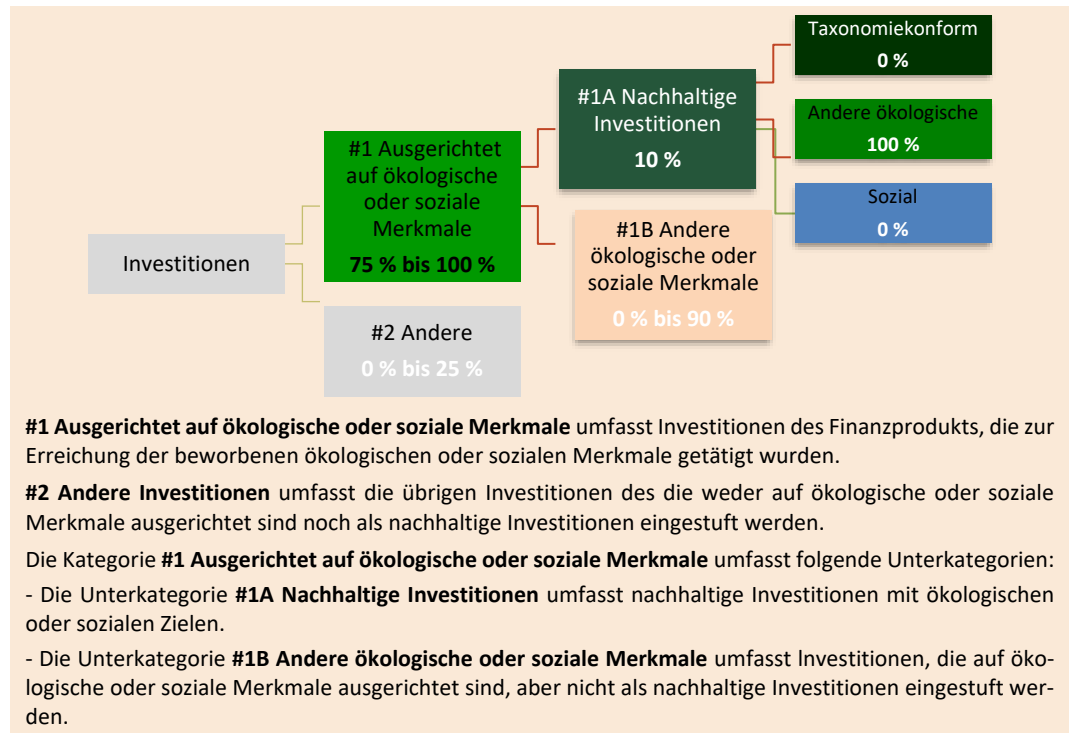 Taxonomiekonform
0 %
#1A Nachhaltige
Investitionen
10 %
Andere ökologische
100 %
#1 Ausgerichtet
auf ökologische
oder soziale
Merkmale
75 % bis 100 %
Sozial
0 %
#1B Andere
ökologische oder
soziale Merkmale
0 % bis 90 %
Investitionen
#2 Andere
0 % bis 25 %
#1 Ausgerichtet auf ökologische oder soziale Merkmale umfasst Investitionen des Finanzprodukts, die zur
Erreichung der beworbenen ökologischen oder sozialen Merkmale getätigt wurden.
#2 Andere Investitionen umfasst die übrigen Investitionen des die weder auf ökologische oder soziale
Merkmale ausgerichtet sind noch als nachhaltige Investitionen eingestuft werden.
Die Kategorie #1 Ausgerichtet auf ökologische oder soziale Merkmale umfasst folgende Unterkategorien:
- Die Unterkategorie #1A Nachhaltige Investitionen umfasst nachhaltige Investitionen mit ökologischen
oder sozialen Zielen.
- Die Unterkategorie #1B Andere ökologische oder soziale Merkmale umfasst Investitionen, die auf öko-
logische oder soziale Merkmale ausgerichtet sind, aber nicht als nachhaltige Investitionen eingestuft wer-
den.